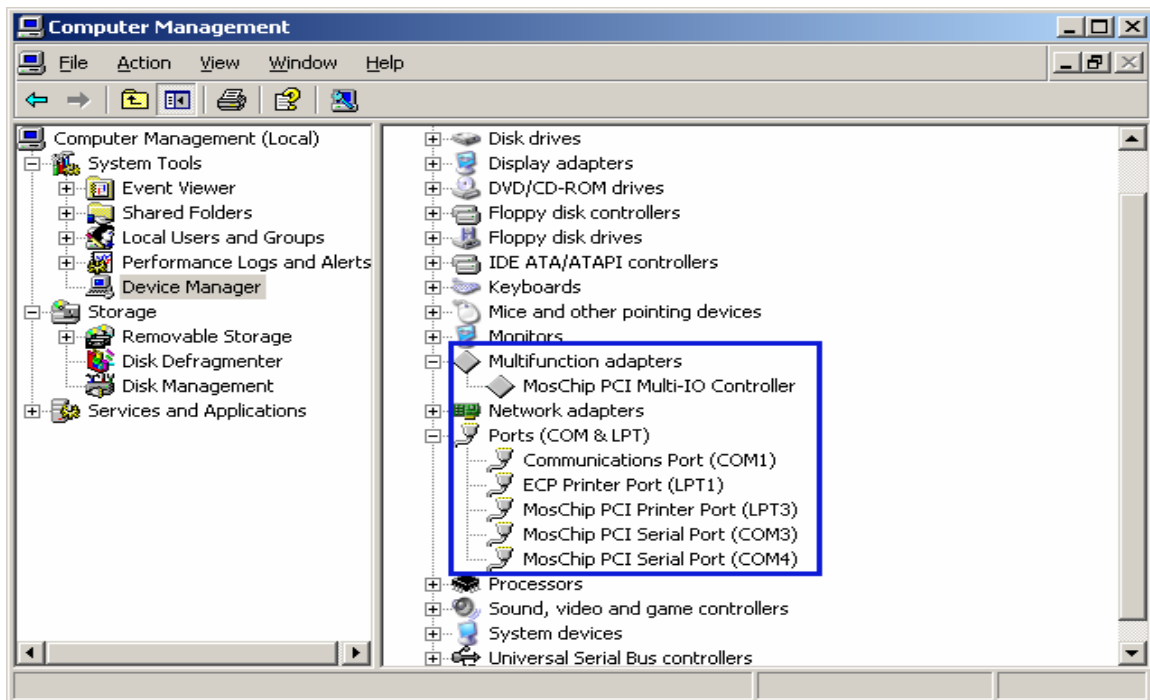 Computer Management
File Action View Window Help
Computer Management (Local)
System Tools
Event Viewer
Shared Folders
Local Users and Groups
Performance Logs and Alerts
Device Manager
Storage
Removable Storage
Disk Defragmenter
Disk Management
Services and Applications
Disk drives
Display adapters
DVD/CD-ROM drives
Floppy disk controllers
Floppy disk drives
IDE ATA/ATAPI controllers
Keyboards
Mice and other pointing devices
Monitors
Multifunction adapters
MosChip PCI Multi-IO Controller
Network adapters
Ports (COM & LPT)
Communications Port (COM1)
ECP Printer Port (LPT1)
MosChip PCI Printer Port (LPT3)
MosChip PCI Serial Port (COM3)
MosChip PCI Serial Port (COM4)
Processors
Sound, video and game controllers
System devices
Universal Serial Bus controllers